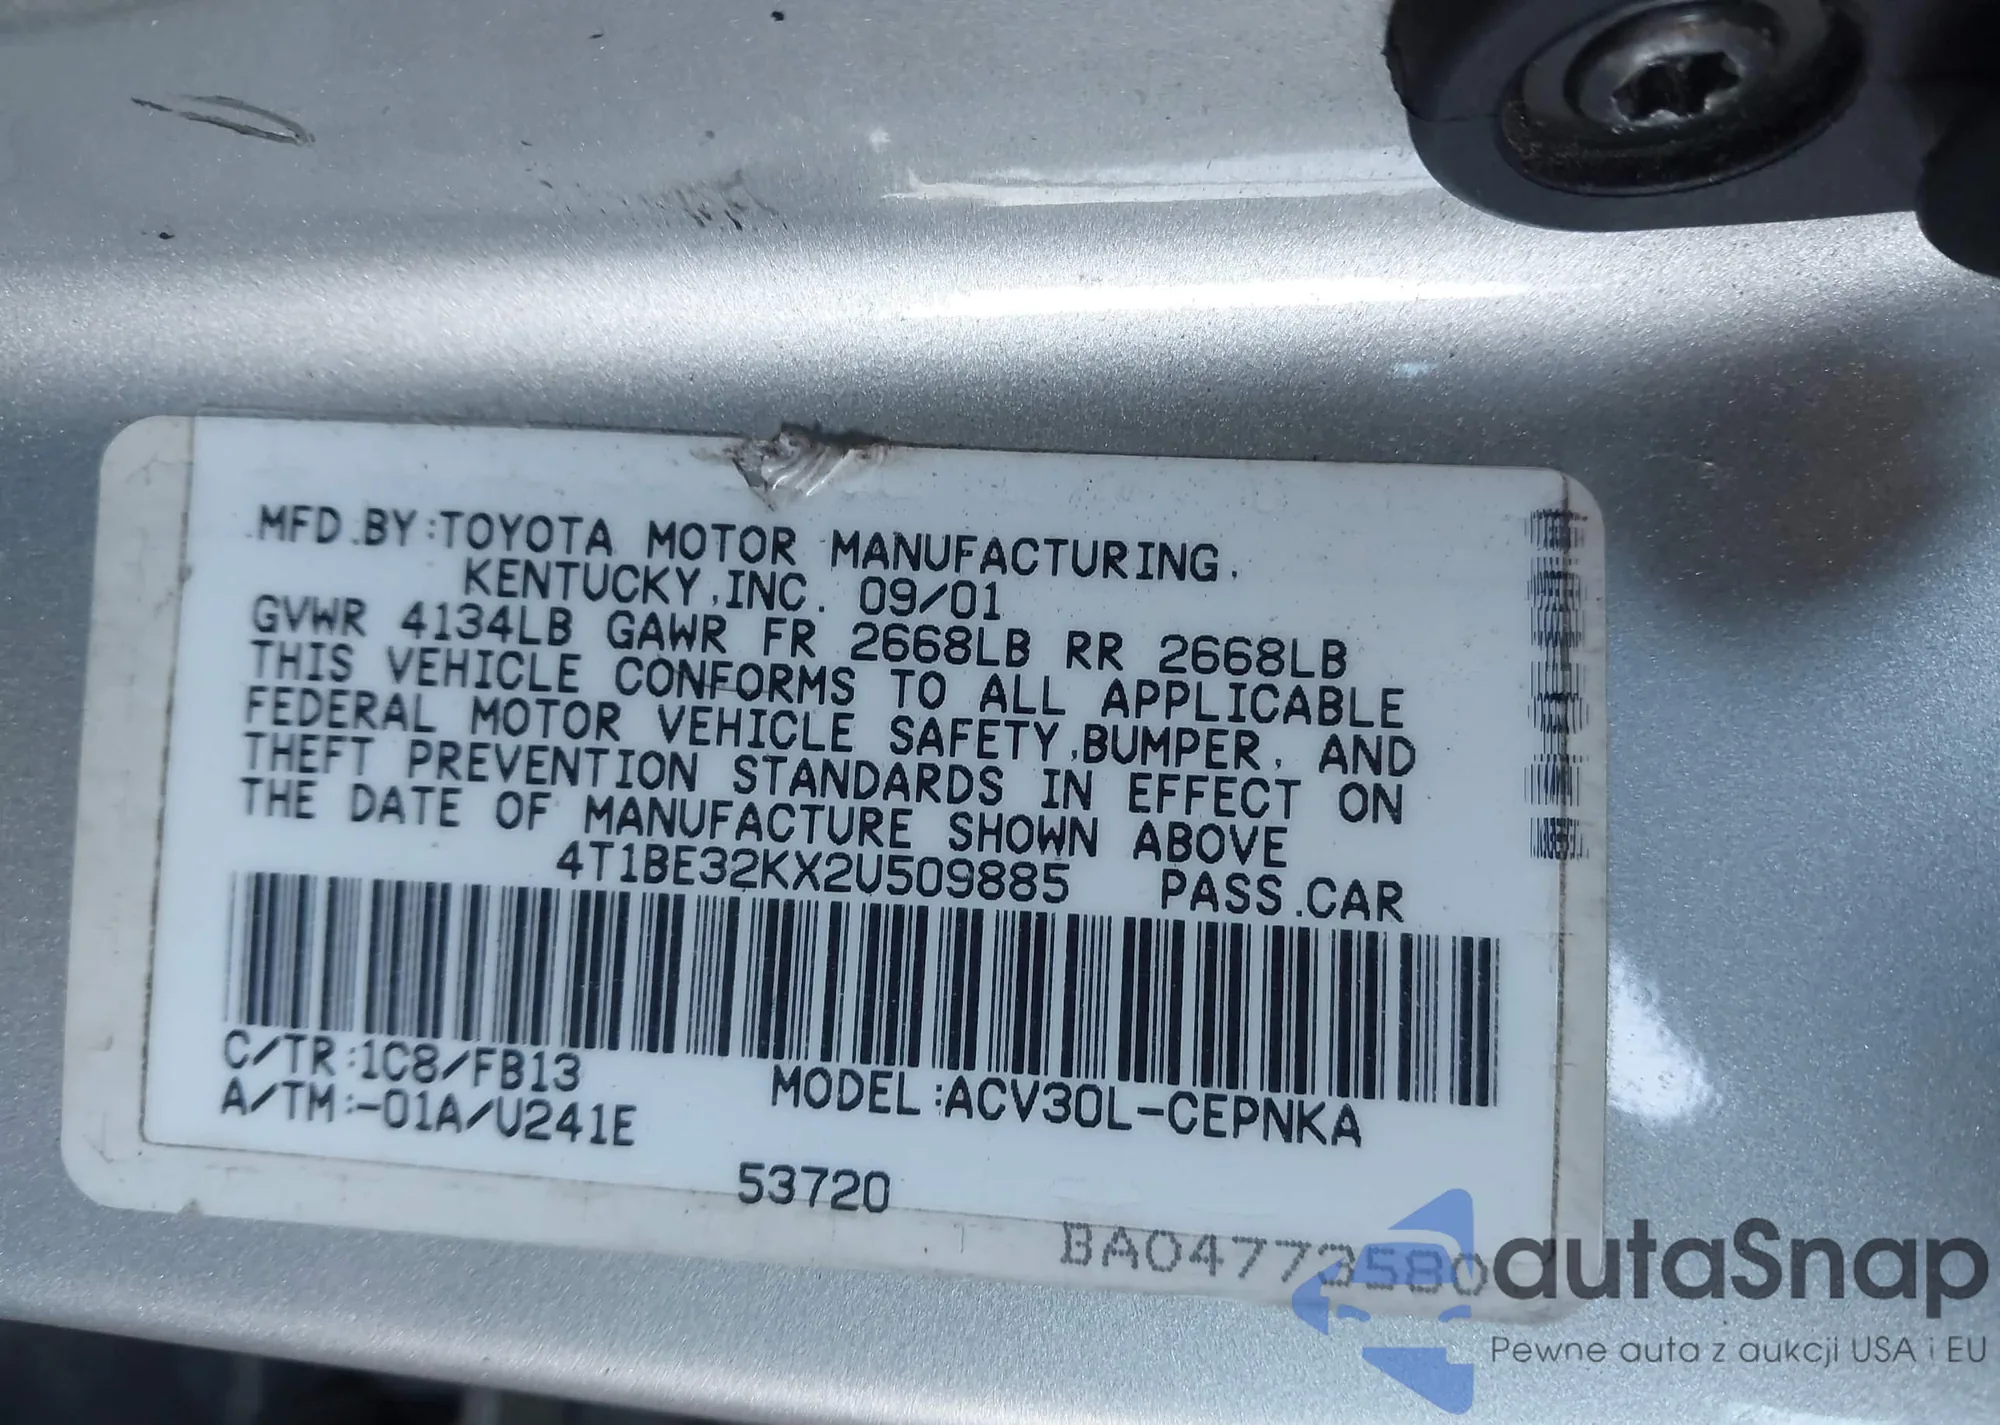 MFD.BY:TOYOTA MOTOR MANUFACTURING,
KENTUCKY,INC. 09/01
GVWR 4134LB GAWR FR 2668LB RR 2668LB
THIS VEHICLE CONFORMS TO ALL APPLICABLE
FEDERAL MOTOR VEHICLE SAFETY,BUMPER, AND
THEFT PREVENTION STANDARDS IN EFFECT ON
THE DATE OF MANUFACTURE SHOWN ABOVE
4T1BE32KX2U509885 PASS.CAR
C/TR:1C8/FB13
A/TM:-01A/U241E
MODEL:ACV30L-CEPNKA
53720
BA04773580
autoSnap
Pewne auta z aukcji USA i EU